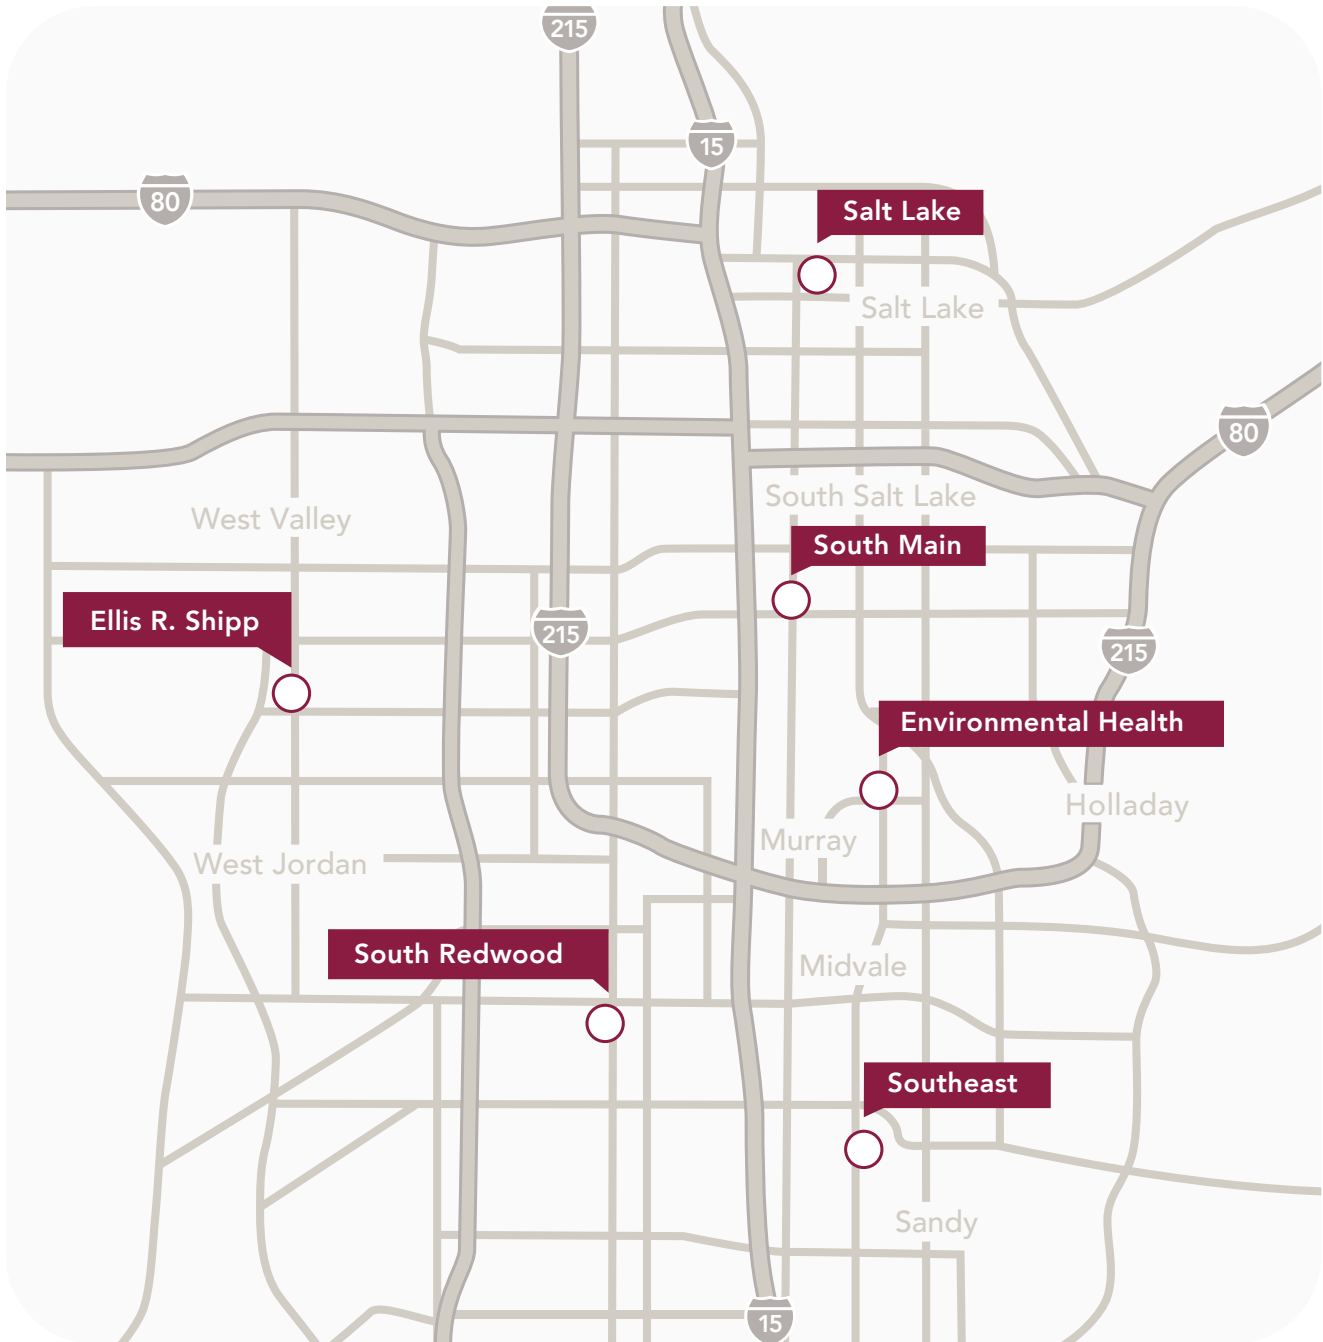 215
15
80
Salt Lake
Salt Lake
80
South Salt Lake
West Valley
South Main
Ellis R. Shipp
215
215
Environmental Health
Holladay
Murray
West Jordan
South Redwood
Midvale
Southeast
Sandy
15